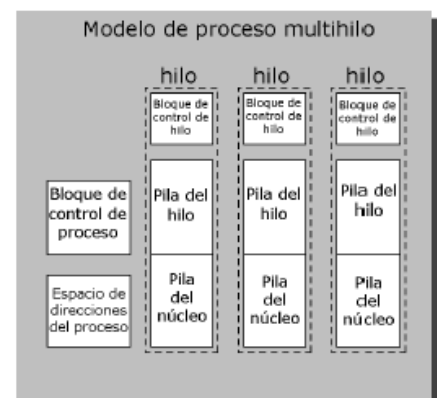 Modelo de proceso multihilo
hilo
hilo
hilo
Bloque de
control de
hilo
Bloque de
control de
hilo
Bloque de
control de
hilo
Bloque de
control de
proceso
Pila del
hilo
Pila del
hilo
Pila del
hilo
Espacio de
direcciones
del proceso
Pila
del
núcleo
Pila
del
núcleo
Pila
del
núcleo